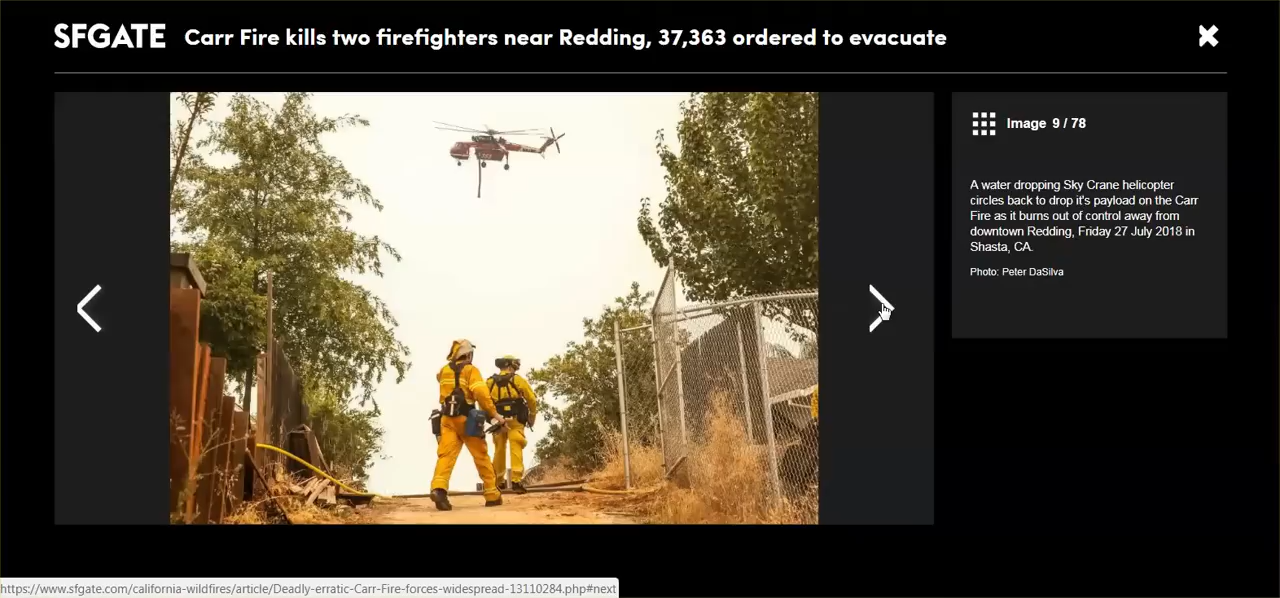 SFGATE Carr Fire kills two firefighters near Redding, 37,363 ordered to evacuate
Image 9 / 78
A water dropping Sky Crane helicopter
circles back to drop it's payload on the Carr
Fire as it burns out of control away from
downtown Redding, Friday 27 July 2018 in
Shasta, CA.
Photo: Peter DaSilva
https://www.sfgate.com/california-wildfires/article/Deadly-erratic-Carr-Fire-forces-widespread-13110284.php#next